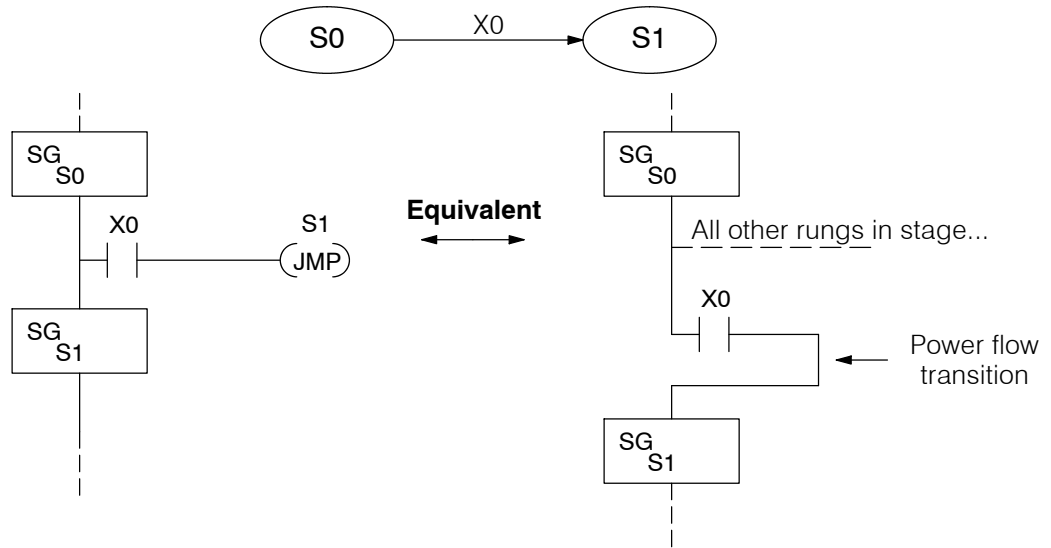 S0
X0
S1
SG
S0
X0
S1
JMP
SG
S1
Equivalent
SG
S0
All other rungs in stage...
X0
Power flow
transition
SG
S1